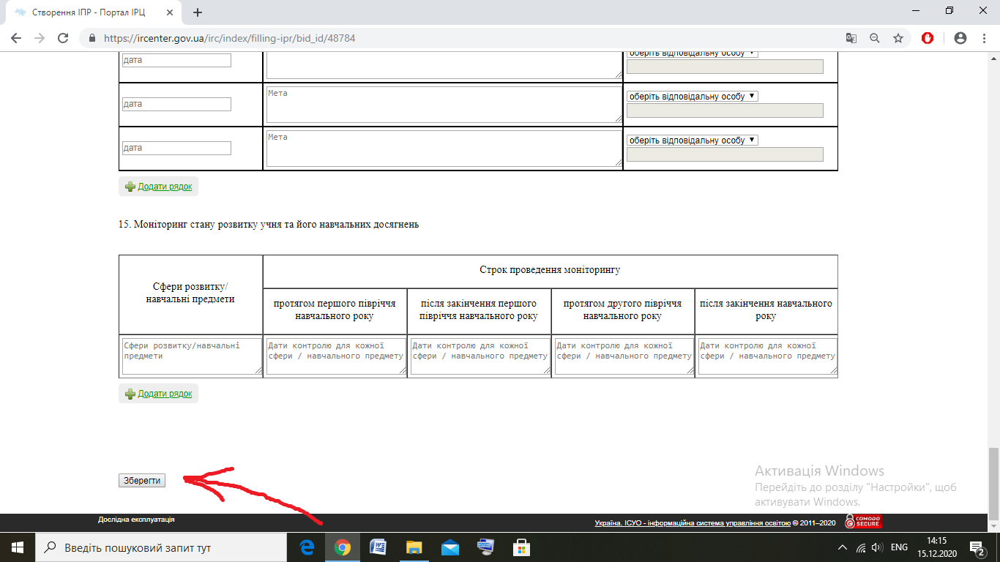 Створення ІПР - Портал ІРЦ
https://ircenter.gov.ua/irc/index/filling-ipr/bid_id/48784
дата
оберіть відповідальну особу
дата
Мета
оберіть відповідальну особу
дата
Мета
оберіть відповідальну особу
Додати рядок
15. Моніторинг стану розвитку учня та його навчальних досягнень
Сфери розвитку/
навчальні предмети
Строк проведення моніторингу
протягом першого півріччя
навчального року
після закінчення першого
півріччя навчального року
протягом другого півріччя
навчального року
після закінчення навчального
року
Сфери розвитку/навчальні
предмети
Дати контролю для кожної
сфери / навчального предмету
Дати контролю для кожної
сфери / навчального предмету
Дати контролю для кожної
сфери / навчального предмету
Дати контролю для кожної
сфери / навчального предмету
Додати рядок
Зберегти
Активація Windows
Перейдіть до розділу "Настройки", щоб
активувати Windows.
Дослідна експлуатація
Україна. ІСУО - інформаційна система управління освітою © 2011–2020
COMODO
SECURE
Введіть пошуковий запит тут
ENG
14:15
15.12.2020
2